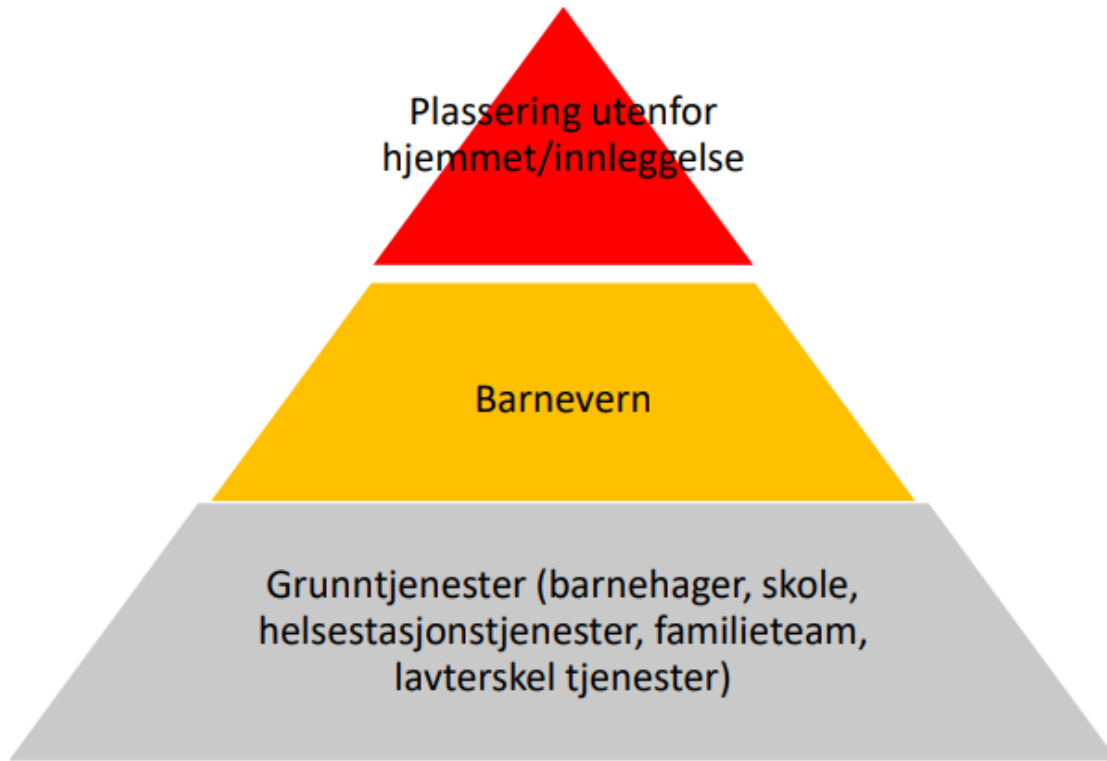 Plassering utenfor
hjemmet/innleggelse
Barnevern
Grunntjenester (barnehager, skole,
helsestasjonstjenester, familieteam,
lavterskel tjenester)